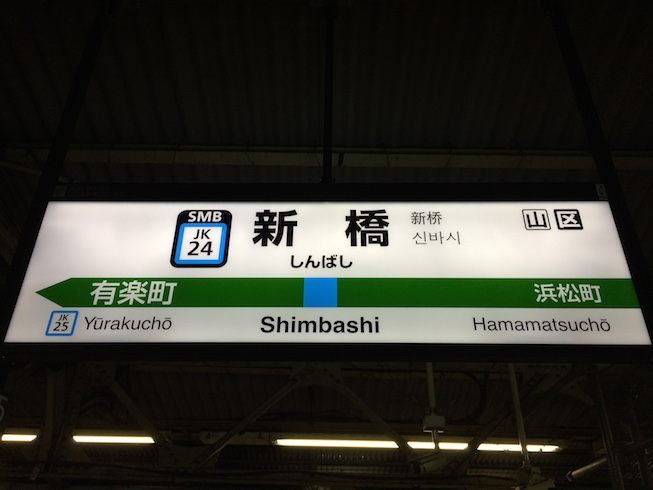 SMB
JK
24
新橋
しんばし
新桥
신바시
山 区
有楽町
浜松町
JK
25
Yūrakuchō
Shimbashi
Hamamatsuchō